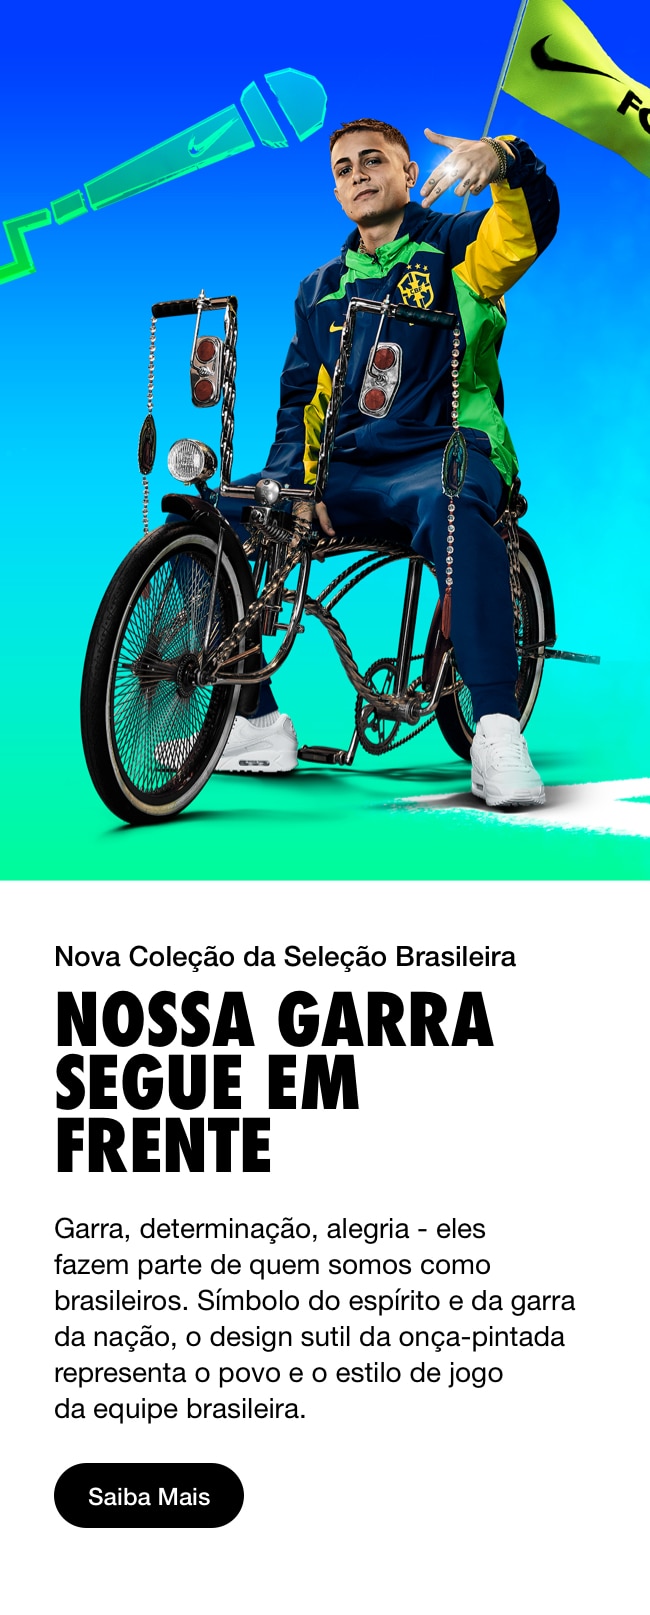 Nova Coleção da Seleção Brasileira
NOSSA GARRA
SEGUE EM
FRENTE
Garra, determinação, alegria - eles
fazem parte de quem somos como
brasileiros. Símbolo do espírito e da garra
da nação, o design sutil da onça-pintada
representa o povo e o estilo de jogo
da equipe brasileira.
Saiba Mais